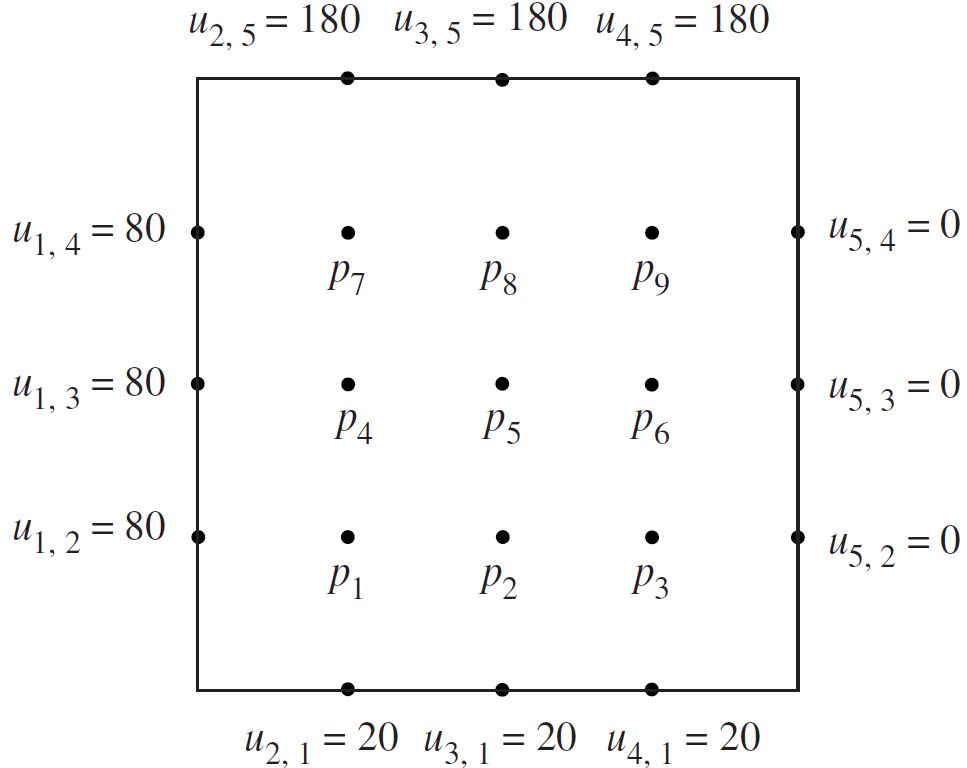 u2, 5 = 180 u3, 5 = 180 u4, 5 = 180
u1, 4 = 80 p7 p8 p9 u5, 4 = 0
u1, 3 = 80 p4 p5 p6 u5, 3 = 0
u1, 2 = 80 p1 p2 p3 u5, 2 = 0
u2, 1 = 20 u3, 1 = 20 u4, 1 = 20